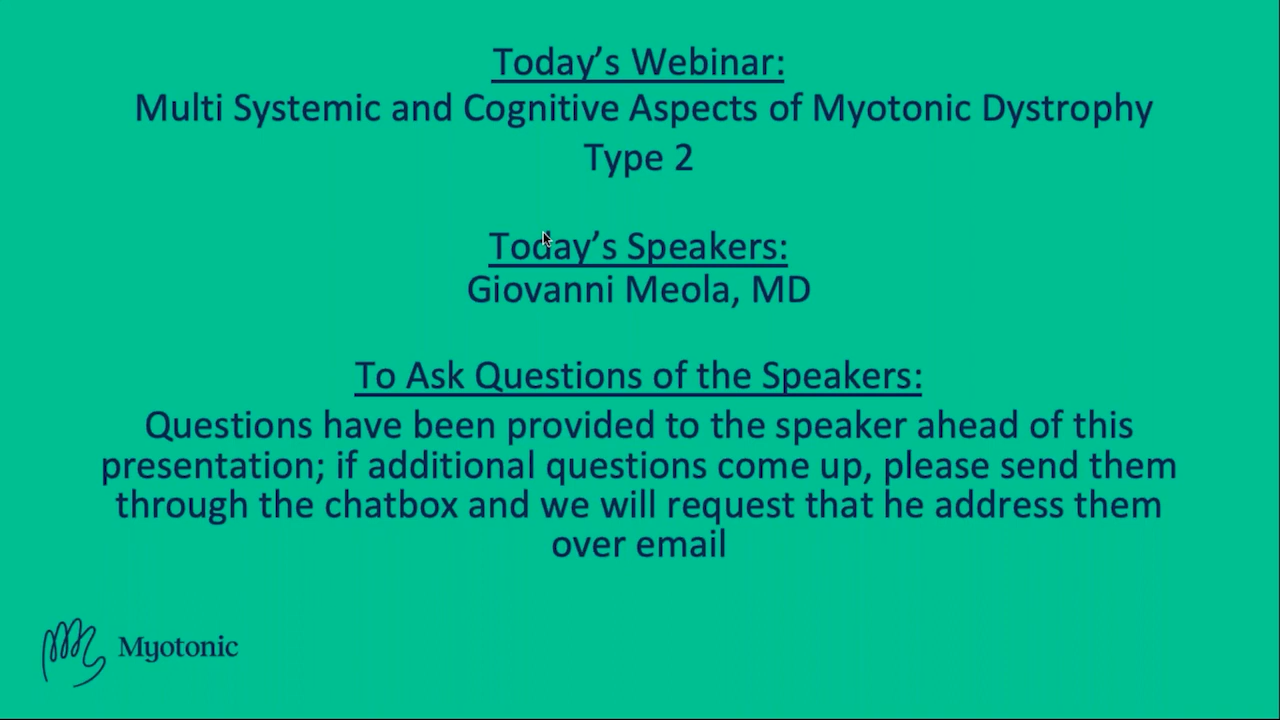 Today’s Webinar:
Multi Systemic and Cognitive Aspects of Myotonic Dystrophy
Type 2
Today’s Speakers:
Giovanni Meola, MD
To Ask Questions of the Speakers:
Questions have been provided to the speaker ahead of this
presentation; if additional questions come up, please send them
through the chatbox and we will request that he address them
over email
Myotonic